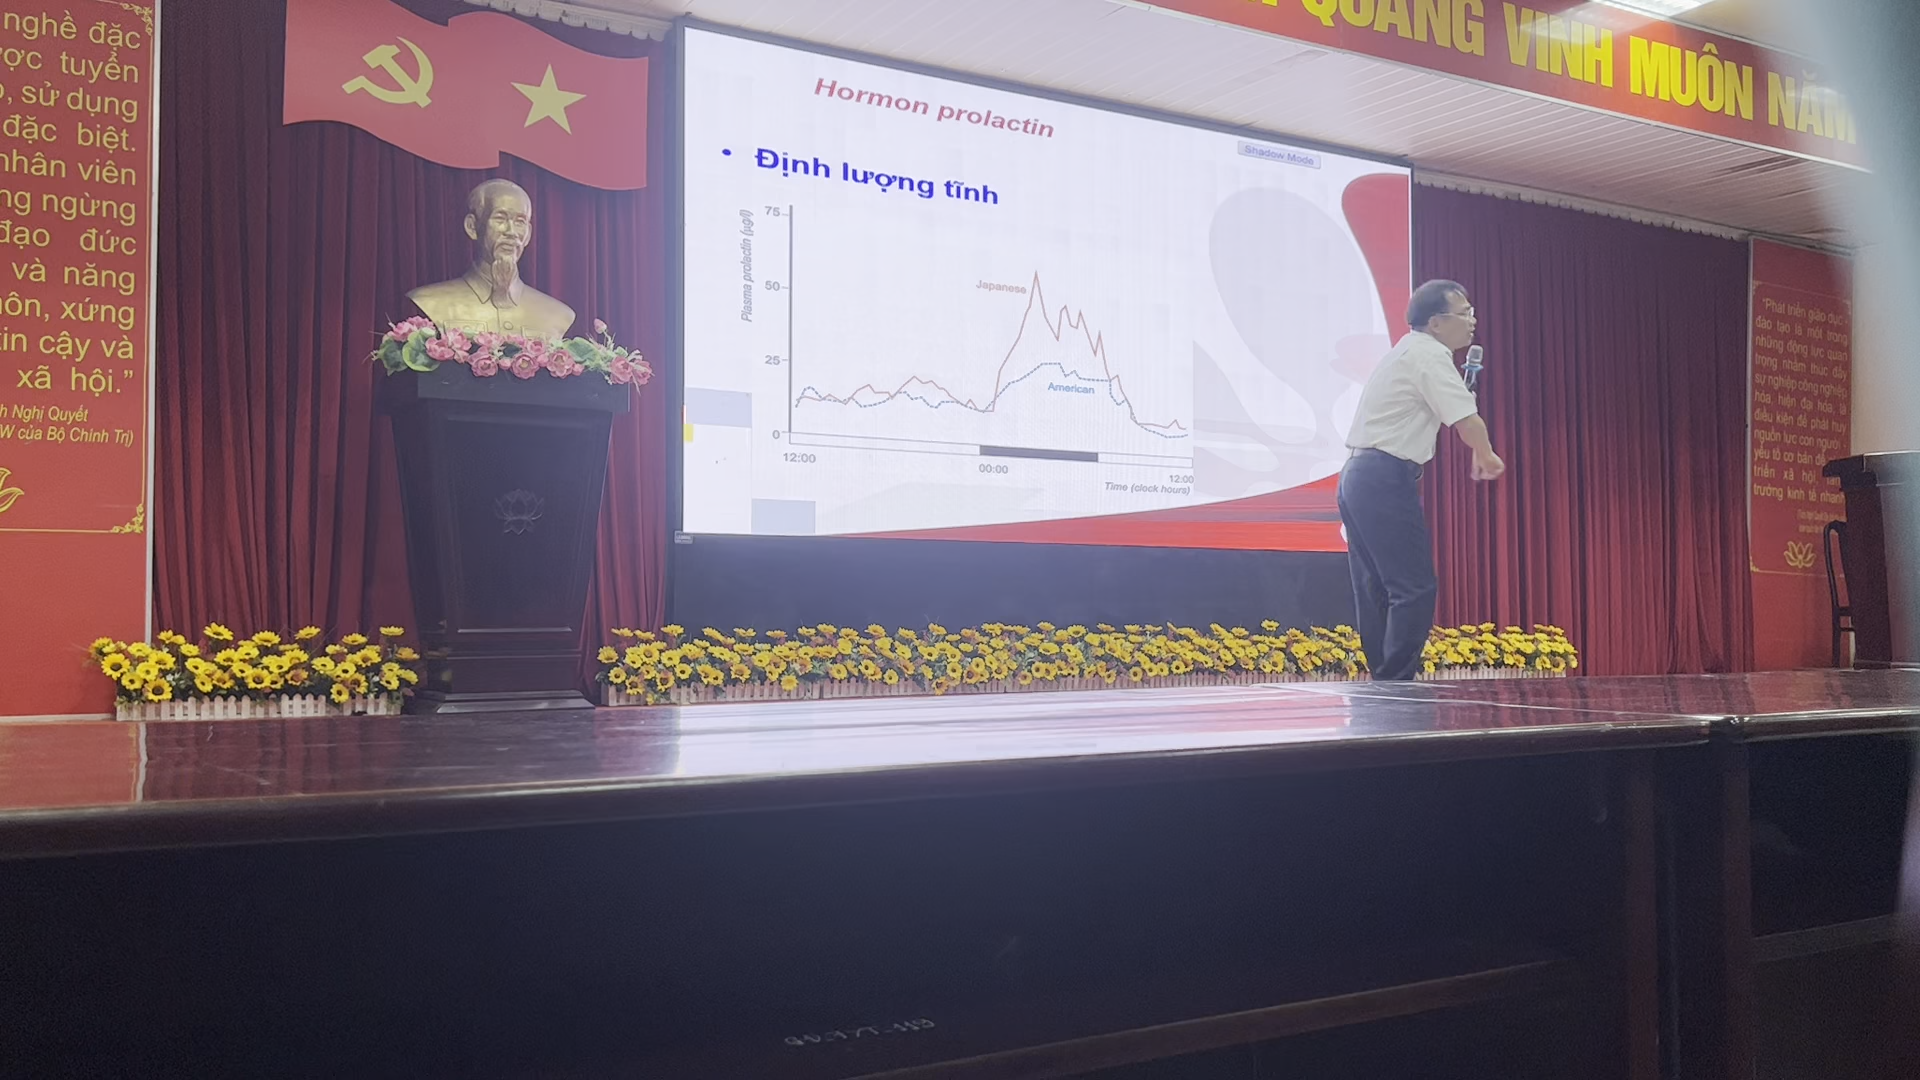 nghề đặc
ợc tuyển
, sử dụng
đặc biệt.
nhân viên
ng ngừng
đạo đức
và năng
ôn, xứng
tin cậy và
xã hội.”
h Nghị Quyết
W của Bộ Chính Trị)
QUANG VINH MUÔN NĂM
Hormon prolactin
Shadow Mode
• Định lượng tĩnh
Plasma prolactin (µg/l)
75
50
25
0
Japanese
American
12:00
00:00
12:00
Time (clock hours)
“Phát triển giáo dục -
đào tạo là một trong
những động lực quan
trọng nhằm thúc đẩy
sự nghiệp công nghiệp
hóa, hiện đại hóa, là
điều kiện để phát huy
nguồn lực con người -
yếu tố cơ bản để
triển xã hội,
trưởng kinh tế nhanh